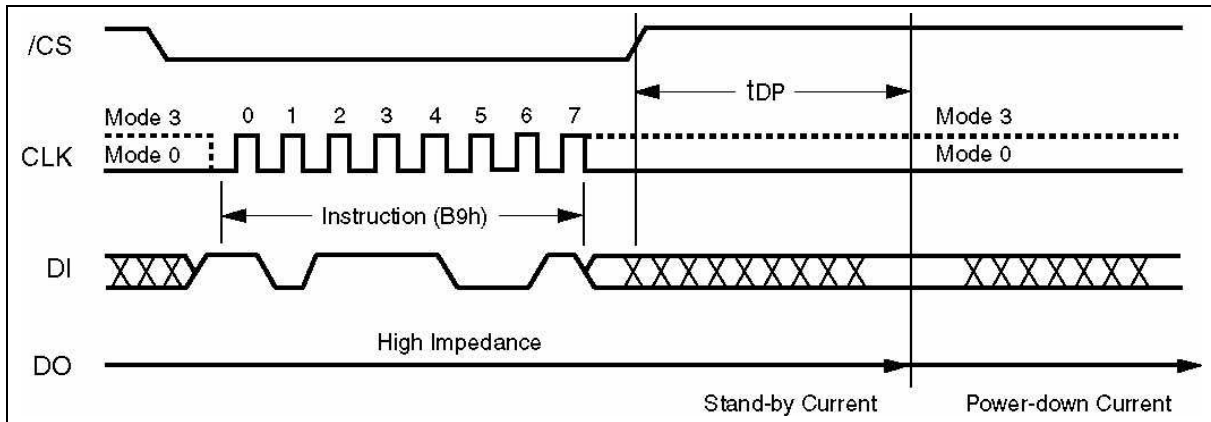 /CS
tDP
Mode 3 0 1 2 3 4 5 6 7 Mode 3
CLK Mode 0 Mode 0
Instruction (B9h)
DI
High Impedance
DO
Stand-by Current Power-down Current